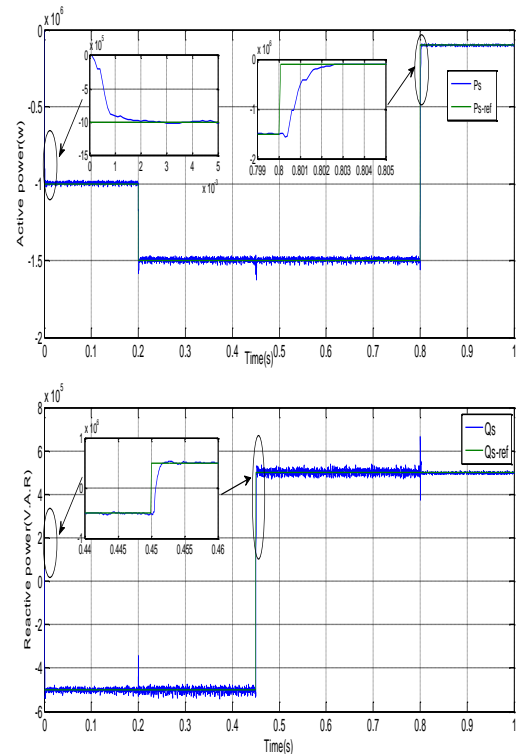 x 10^6
0
-0.5
-1
-1.5
-2
Active power(w)
0 0.1 0.2 0.3 0.4 0.5 0.6 0.7 0.8 0.9 1
Time(s)
x 10^5
0
-5
-10
-15
0 1 2 3 4 5
x 10^-3
x 10^6
0
-1
-2
0.799 0.8 0.801 0.802 0.803 0.804 0.805
Ps
Ps-ref
x 10^5
8
6
4
2
0
-2
-4
-6
Reactive power(V.A.R)
0 0.1 0.2 0.3 0.4 0.5 0.6 0.7 0.8 0.9 1
Time(s)
1
0
-1
0.44 0.445 0.45 0.455 0.46
Qs
Qs-ref